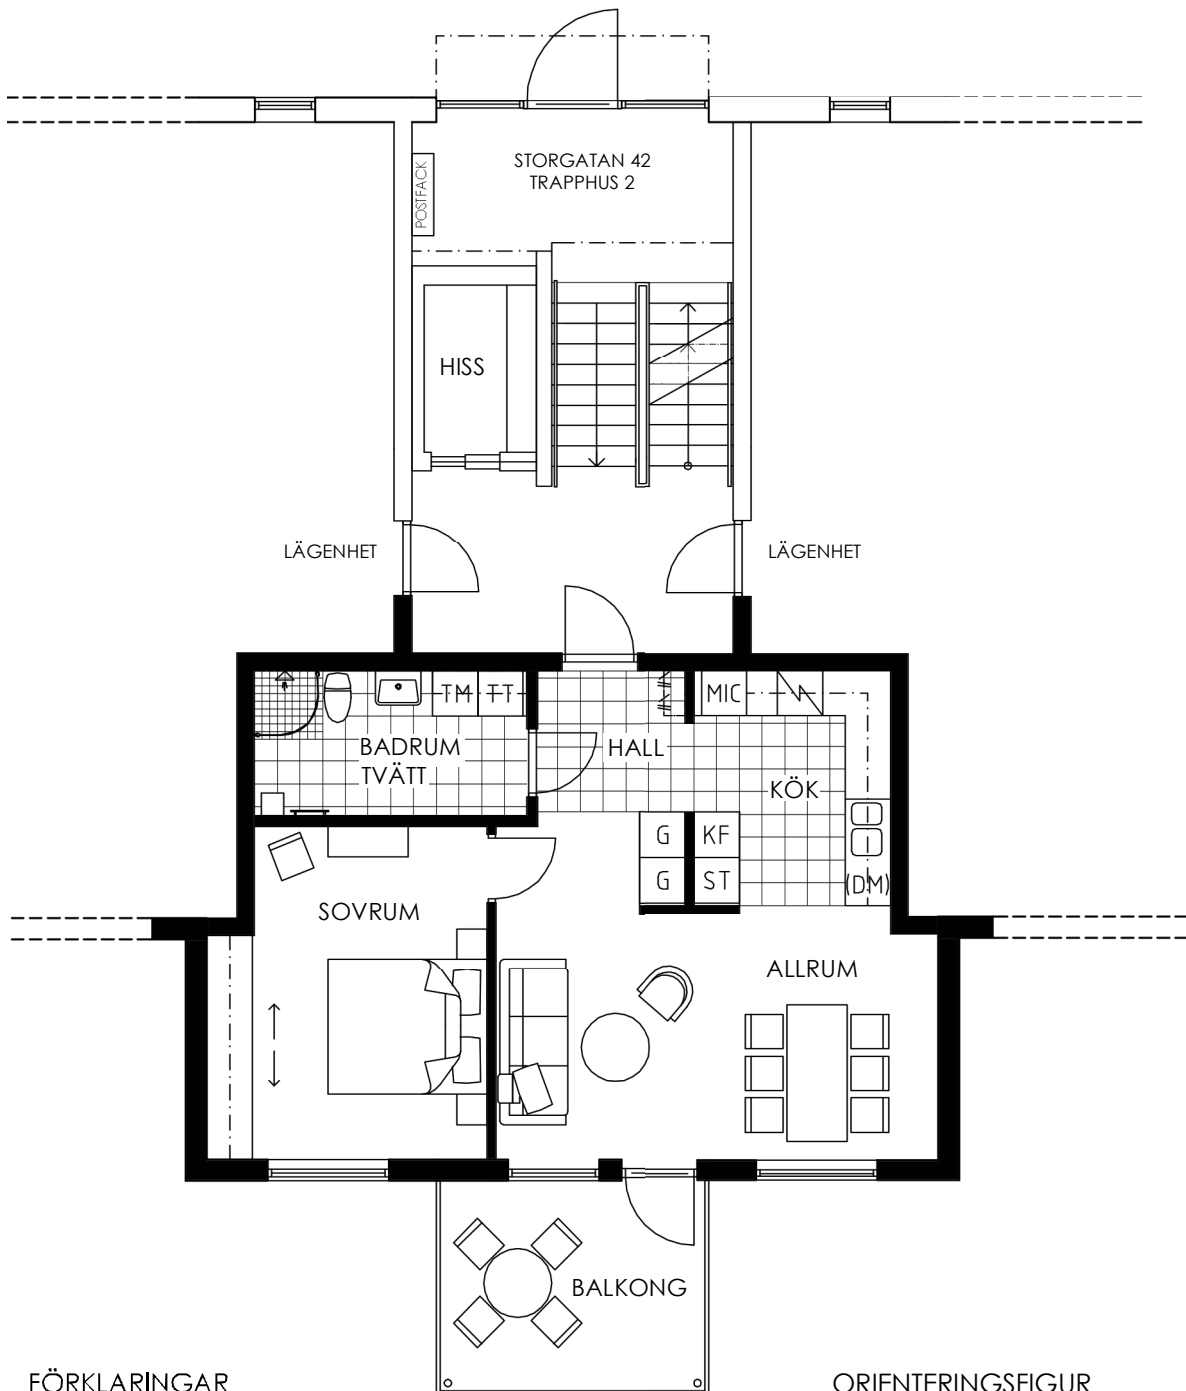 STORGATAN 42
TRAPPHUS 2
POSTFACK
HISS
LÄGENHET
LÄGENHET
TM
TT
MIC
BADRUM
TVÄTT
HALL
KÖK
G
KF
G
ST
(DM)
SOVRUM
ALLRUM
BALKONG
FÖRKLARINGAR
ORIENTERINGSFIGUR